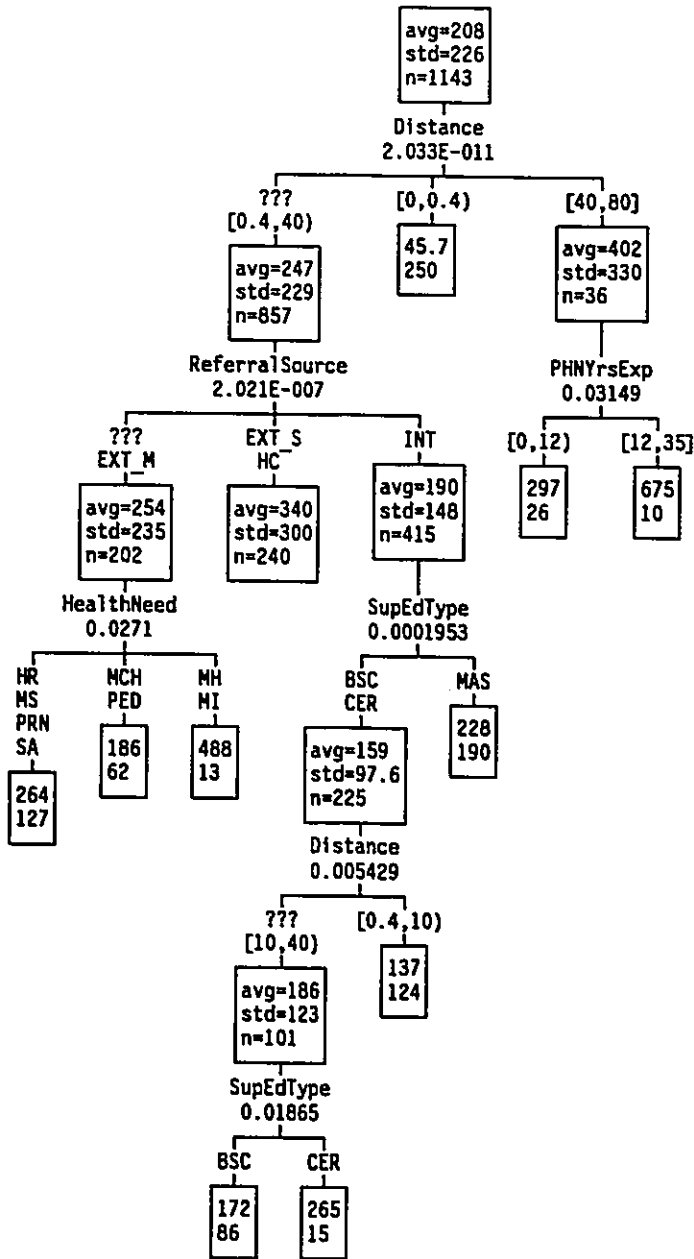 avg=208
std=226
n=1143
Distance
2.033E-011
???
[0.4,40)
[0,0.4)
[40,80]
avg=247
std=229
n=857
45.7
250
avg=402
std=330
n=36
ReferralSource
2.021E-007
PHNYrsExp
0.03149
???
EXT_M
EXT_S
HC
INT
[0,12)
[12,35]
avg=254
std=235
n=202
avg=340
std=300
n=240
avg=190
std=148
n=415
297
26
675
10
HealthNeed
0.0271
SupEdType
0.0001953
HR
MS
PRN
SA
MCH
PED
MH
MI
BSC
CER
MAS
264
127
186
62
488
13
avg=159
std=97.6
n=225
228
190
Distance
0.005429
???
[10,40)
[0.4,10)
avg=186
std=123
n=101
137
124
SupEdType
0.01865
BSC
CER
172
86
265
15